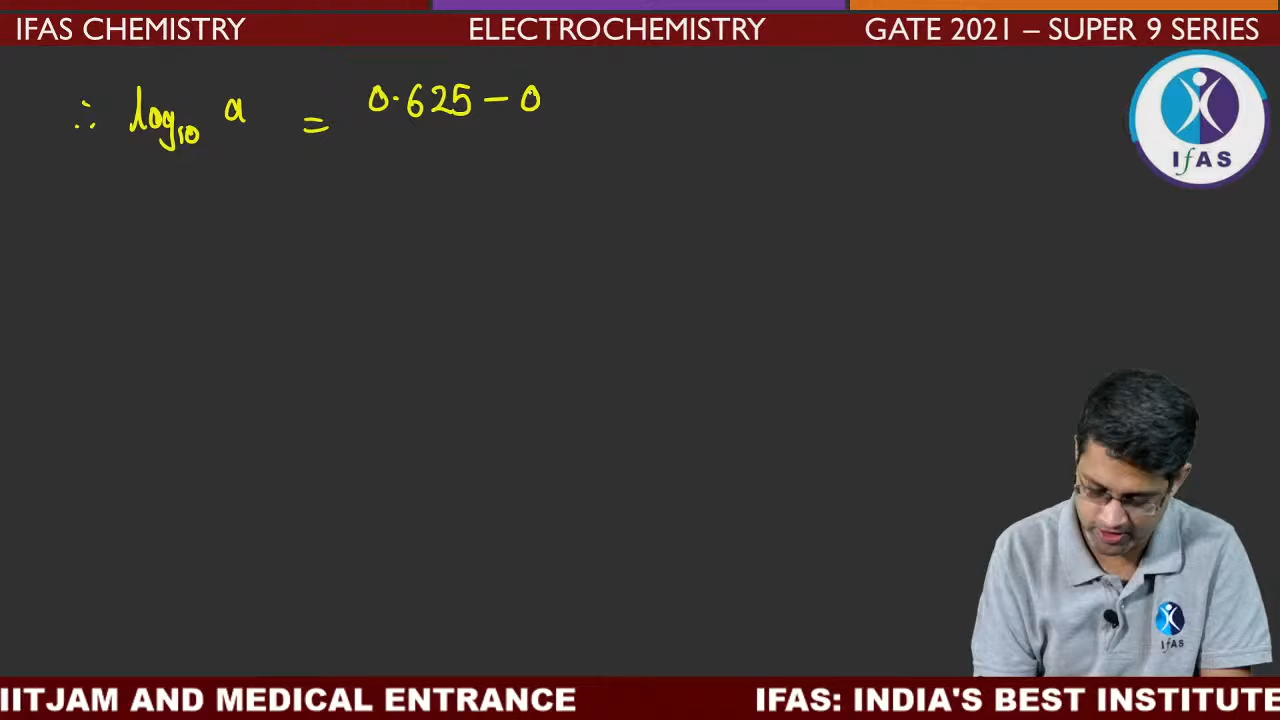 IFAS CHEMISTRY ELECTROCHEMISTRY GATE 2021 – SUPER 9 SERIES
∴ log₁₀ a = 0.625 – 0
IfAS
IfAS
IITJAM AND MEDICAL ENTRANCE IFAS: INDIA'S BEST INSTITUTE